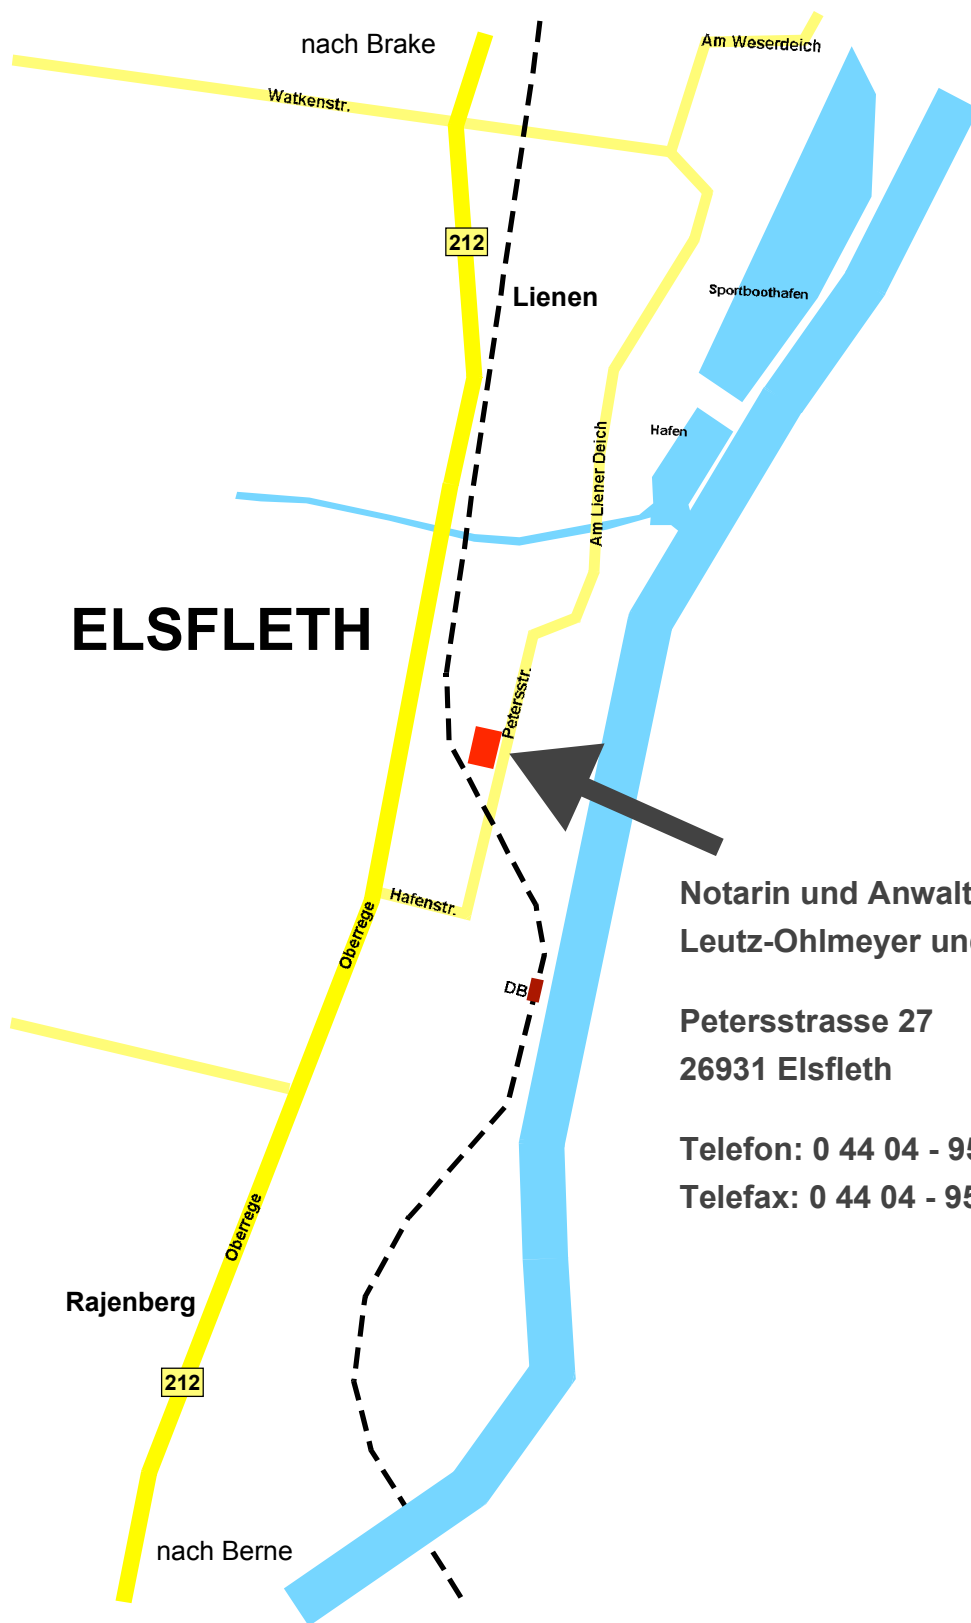 nach Brake
Am Weserdeich
Watkenstr.
212
Lienen
Sportboothafen
Hafen
Am Liener Deich
ELSFLETH
Petersstr.
Hafenstr.
Notarin und Anwalt
Leutz-Ohlmeyer un
Oberrege
DB
Petersstrasse 27
26931 Elsfleth
Telefon: 0 44 04 - 95
Telefax: 0 44 04 - 95
Oberrege
Rajenberg
212
nach Berne